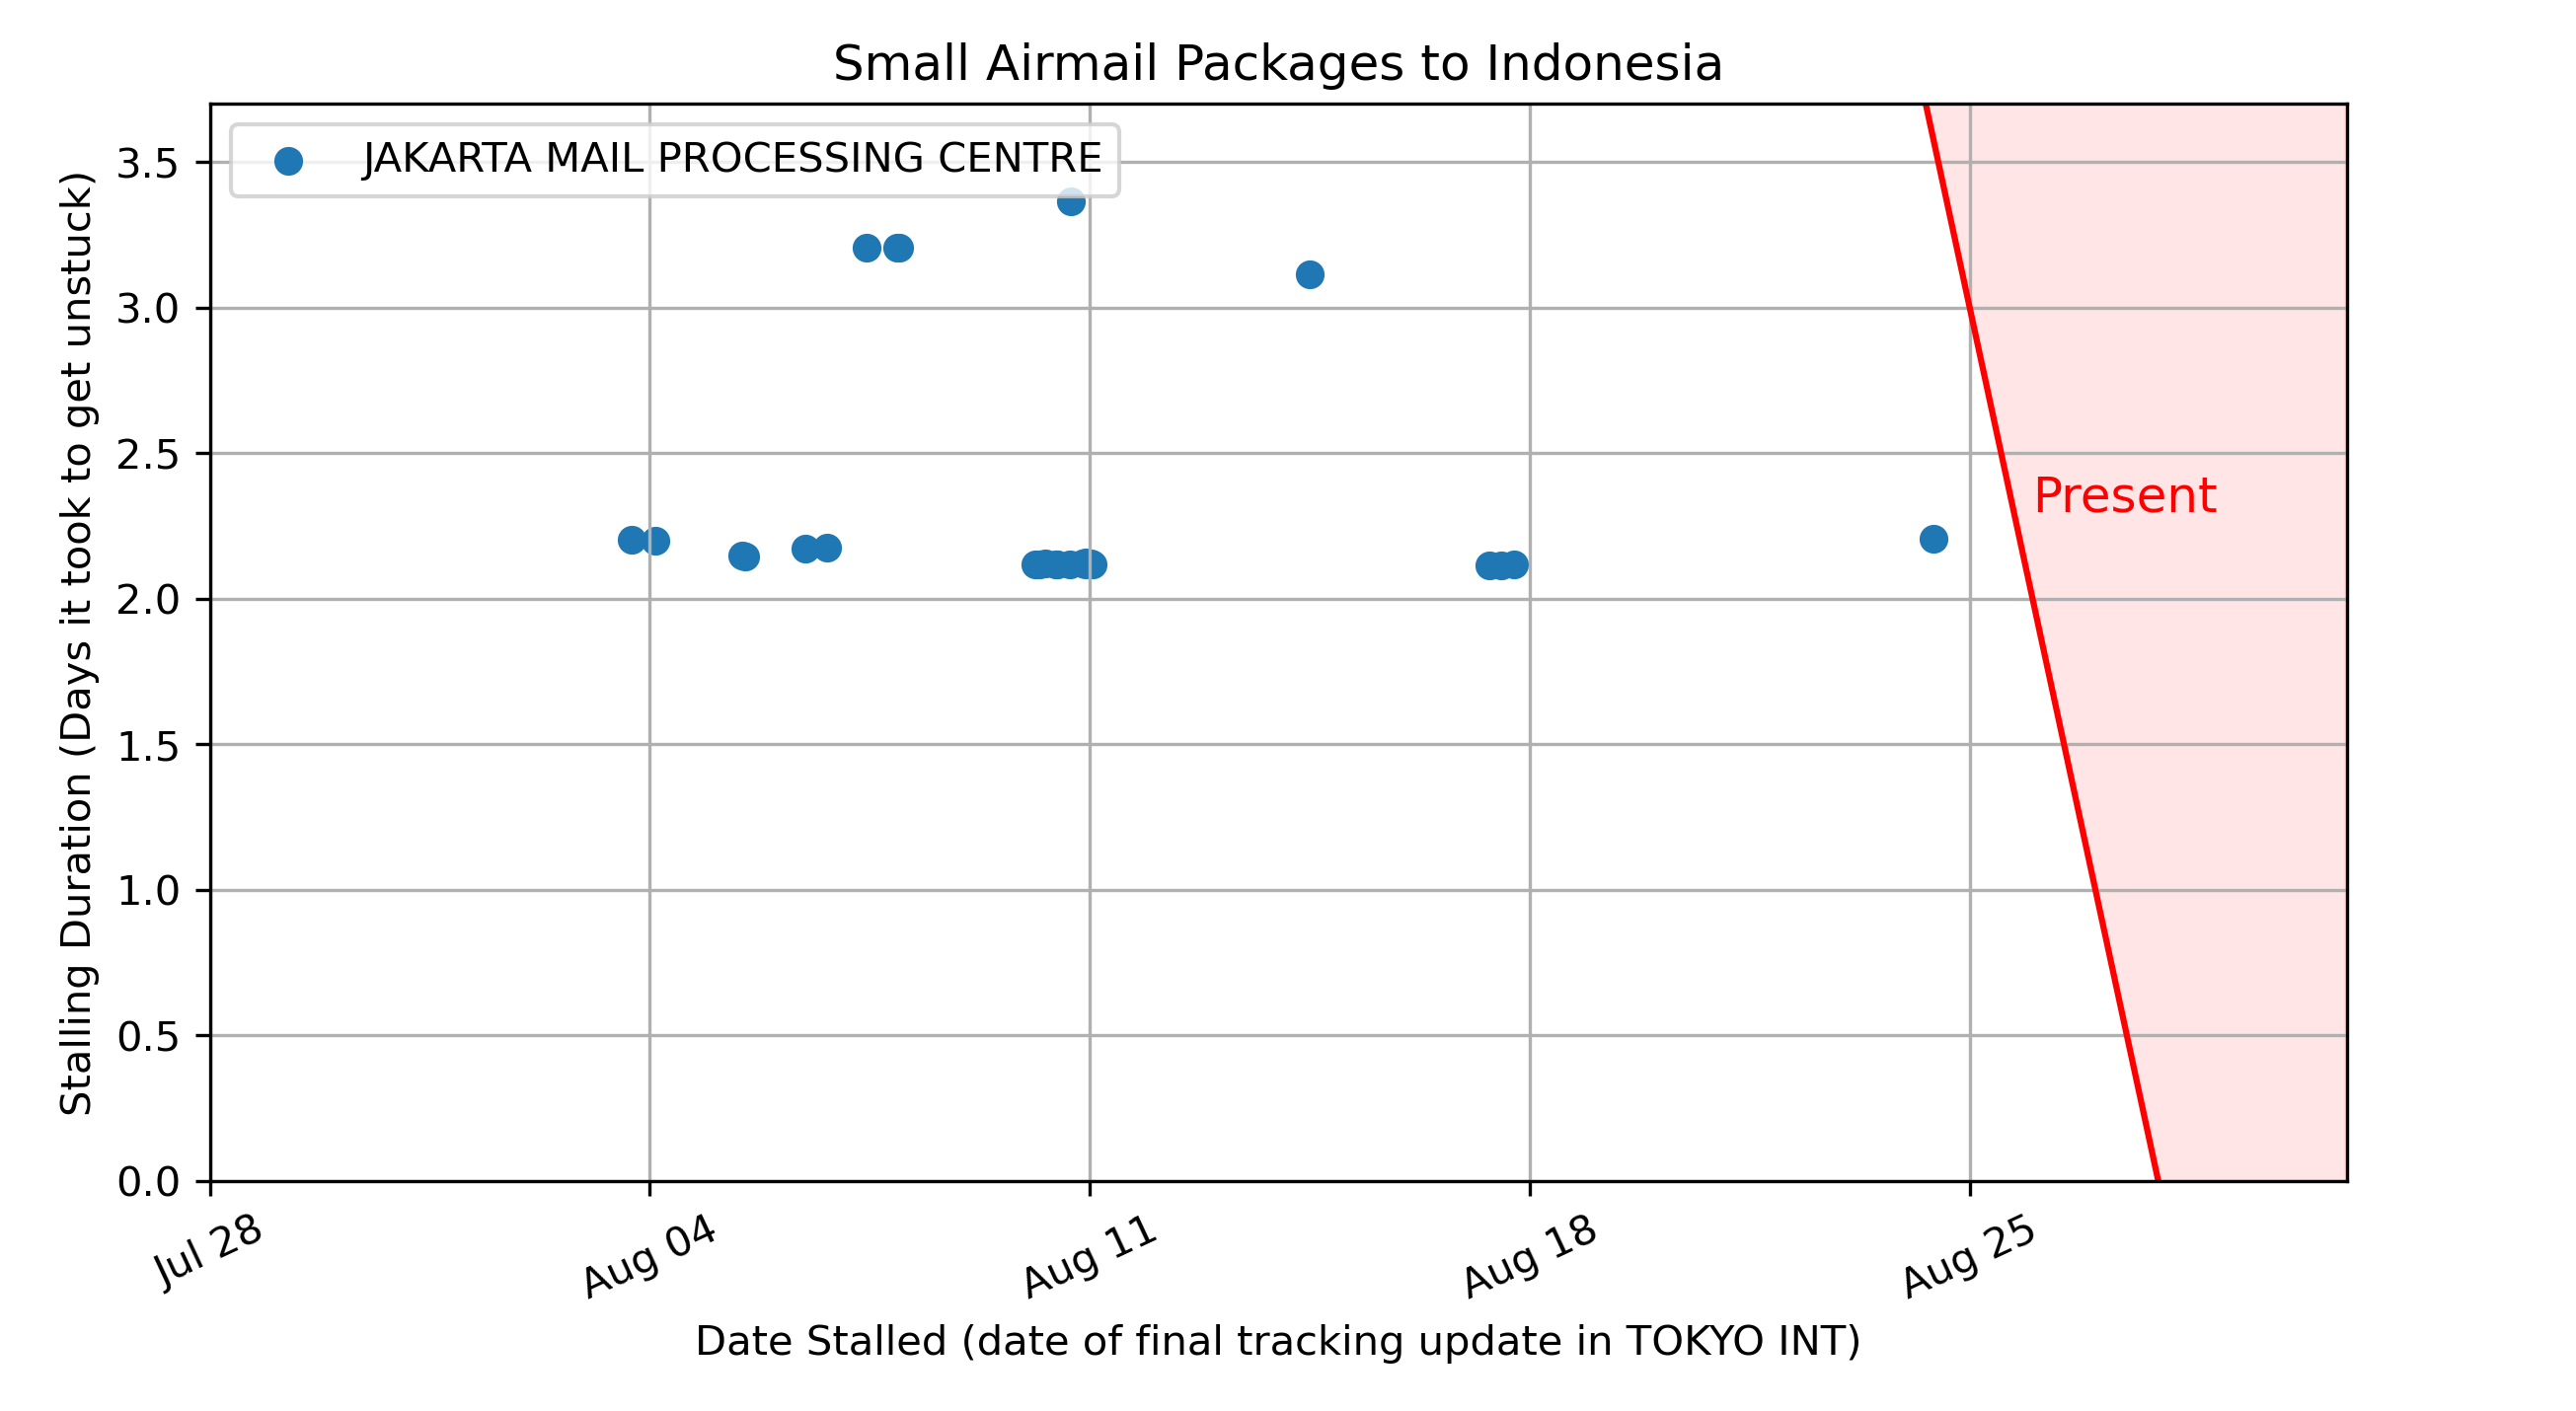 Small Airmail Packages to Indonesia
JAKARTA MAIL PROCESSING CENTRE
Stalling Duration (Days it took to get unstuck)
3.5
3.0
2.5
2.0
1.5
1.0
0.5
0.0
Present
Jul 28
Aug 04
Aug 11
Aug 18
Aug 25
Date Stalled (date of final tracking update in TOKYO INT)